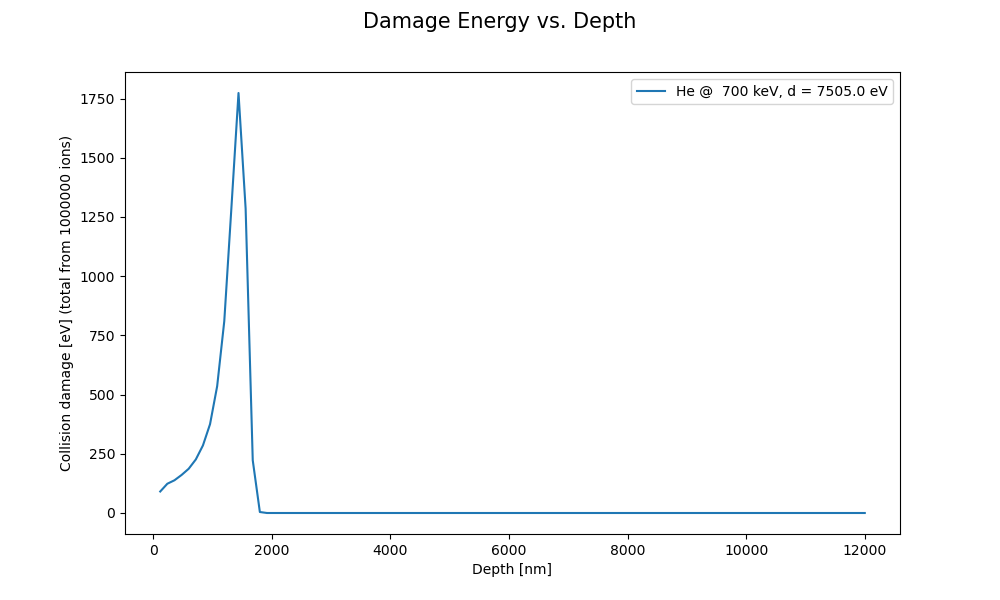 Damage Energy vs. Depth
He @  700 keV, d = 7505.0 eV
Collision damage [eV] (total from 1000000 ions)
1750
1500
1250
1000
750
500
250
0
0 2000 4000 6000 8000 10000 12000
Depth [nm]